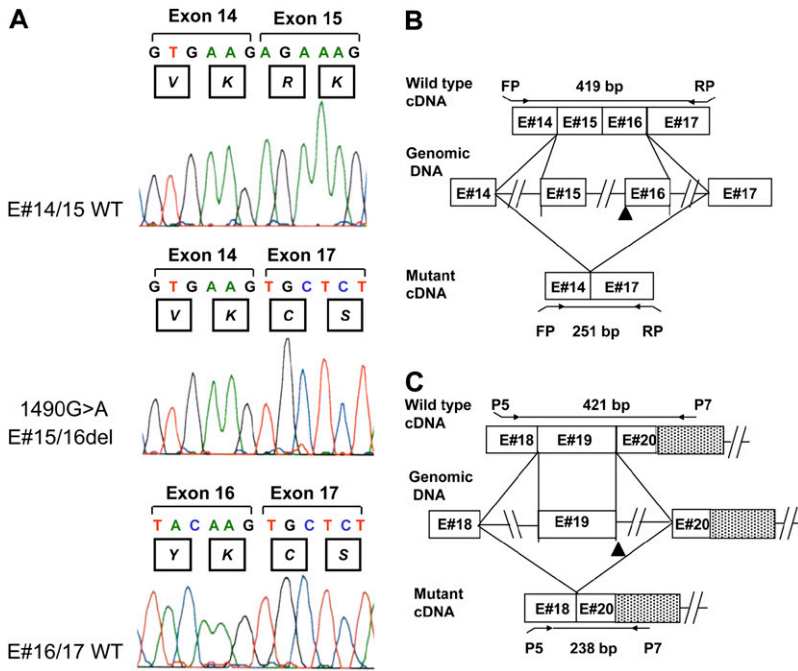 A
Exon 14 Exon 15
G T G A A G A G A A A G
V K R K
E#14/15 WT
Exon 14 Exon 17
G T G A A G T G C T C T
V K C S
1490G>A
E#15/16del
Exon 16 Exon 17
T A C A A G T G C T C T
Y K C S
E#16/17 WT
B
Wild type
cDNA
FP 419 bp RP
E#14 E#15 E#16 E#17
Genomic
DNA
E#14 E#15 E#16 E#17
Mutant
cDNA
E#14 E#17
FP 251 bp RP
C
Wild type
cDNA
P5 421 bp P7
E#18 E#19 E#20
Genomic
DNA
E#18 E#19 E#20
Mutant
cDNA
E#18 E#20
P5 238 bp P7